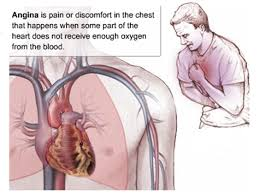 Angina is pain or discomfort in the chest
that happens when some part of the
heart does not receive enough oxygen
from the blood.